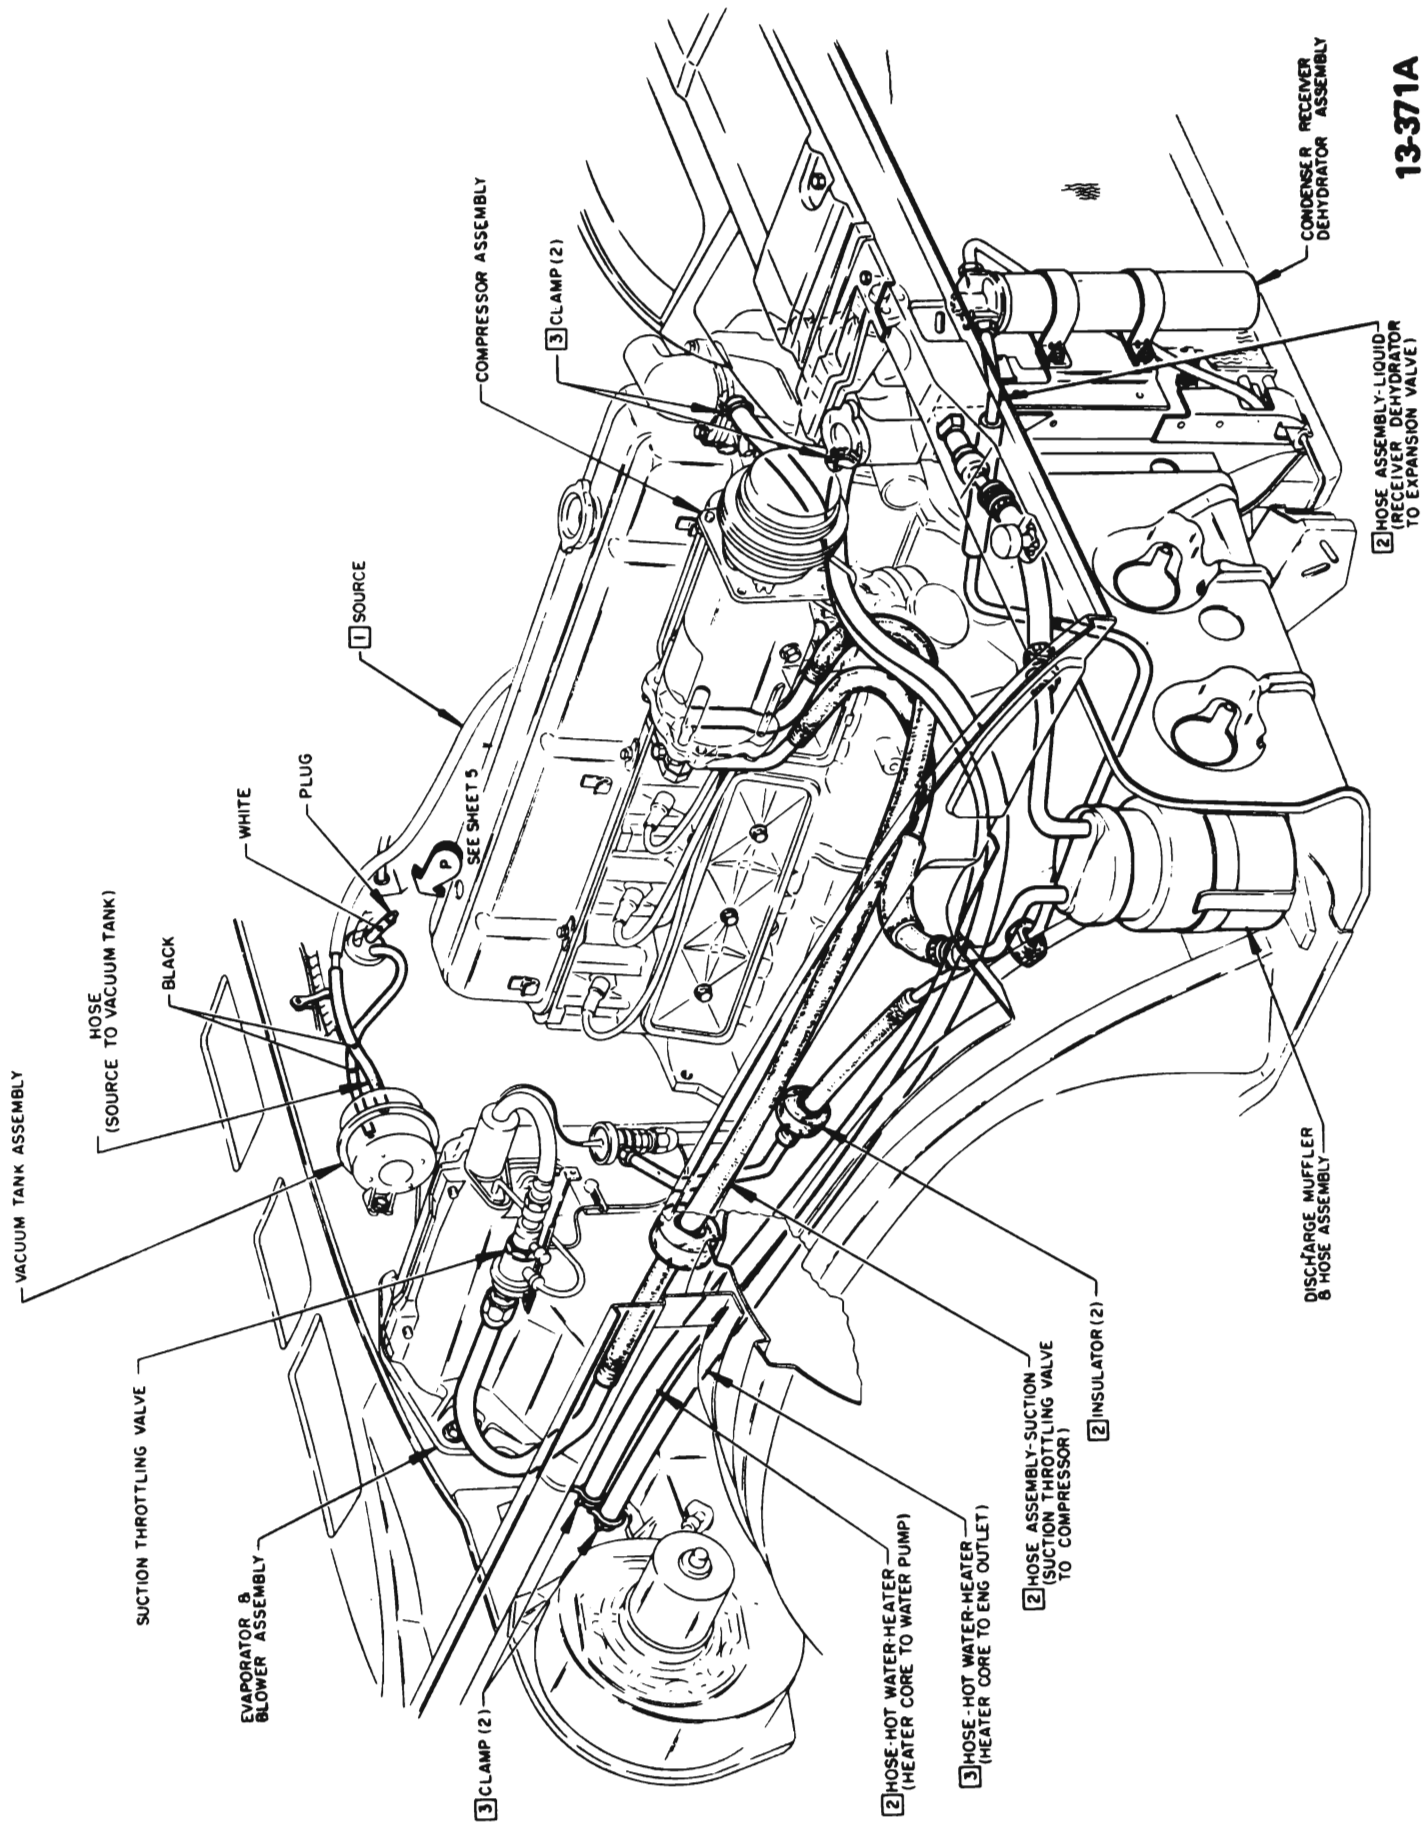 VACUUM TANK ASSEMBLY
HOSE
(SOURCE TO VACUUM TANK)
BLACK
WHITE
PLUG
1 SOURCE
P
SEE SHEET 5
COMPRESSOR ASSEMBLY
3 CLAMP (2)
SUCTION THROTTLING VALVE
EVAPORATOR &
BLOWER ASSEMBLY
3 CLAMP (2)
2 HOSE-HOT WATER-HEATER
(HEATER CORE TO WATER PUMP)
3 HOSE-HOT WATER-HEATER
(HEATER CORE TO ENG OUTLET)
2 HOSE ASSEMBLY-SUCTION
(SUCTION THROTTLING VALVE
TO COMPRESSOR)
2 INSULATOR (2)
DISCHARGE MUFFLER
& HOSE ASSEMBLY
2 HOSE ASSEMBLY-LIQUID
(RECEIVER DEHYDRATOR
TO EXPANSION VALVE)
CONDENSER RECEIVER
DEHYDRATOR ASSEMBLY
13-371A